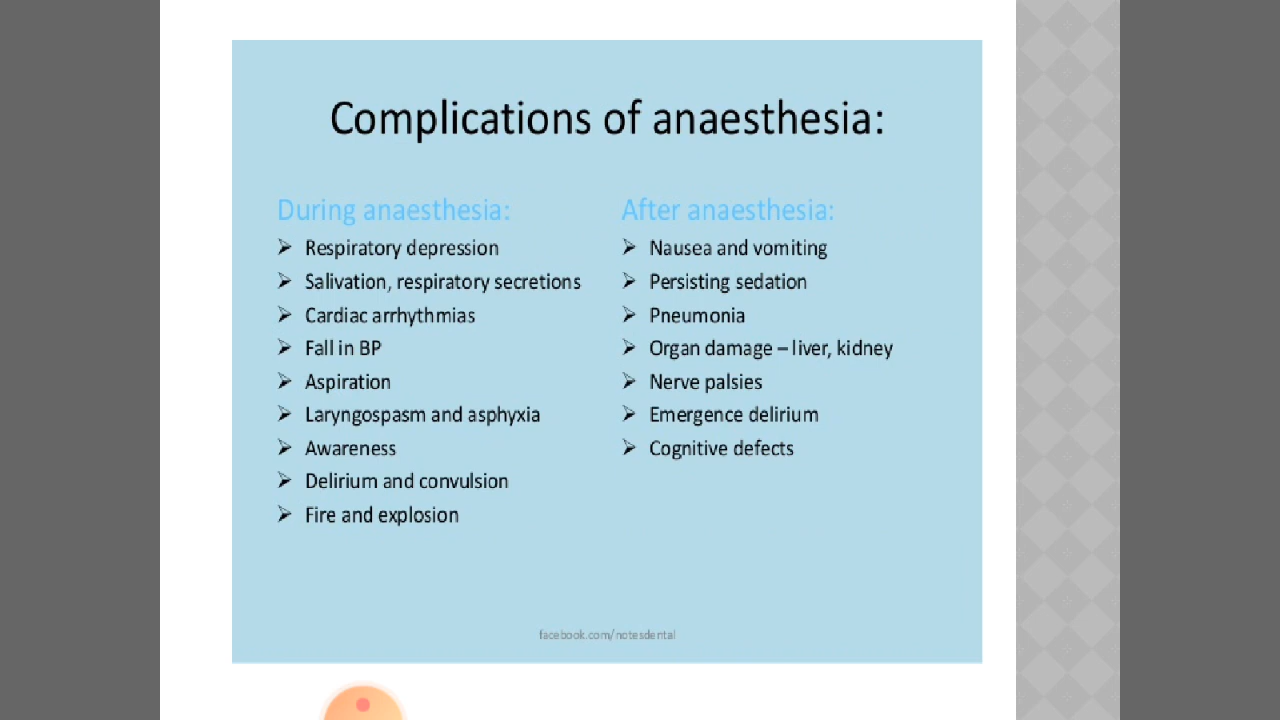 Complications of anaesthesia:
During anaesthesia:
Respiratory depression
Salivation, respiratory secretions
Cardiac arrhythmias
Fall in BP
Aspiration
Laryngospasm and asphyxia
Awareness
Delirium and convulsion
Fire and explosion
After anaesthesia:
Nausea and vomiting
Persisting sedation
Pneumonia
Organ damage – liver, kidney
Nerve palsies
Emergence delirium
Cognitive defects
facebook.com/notesdental